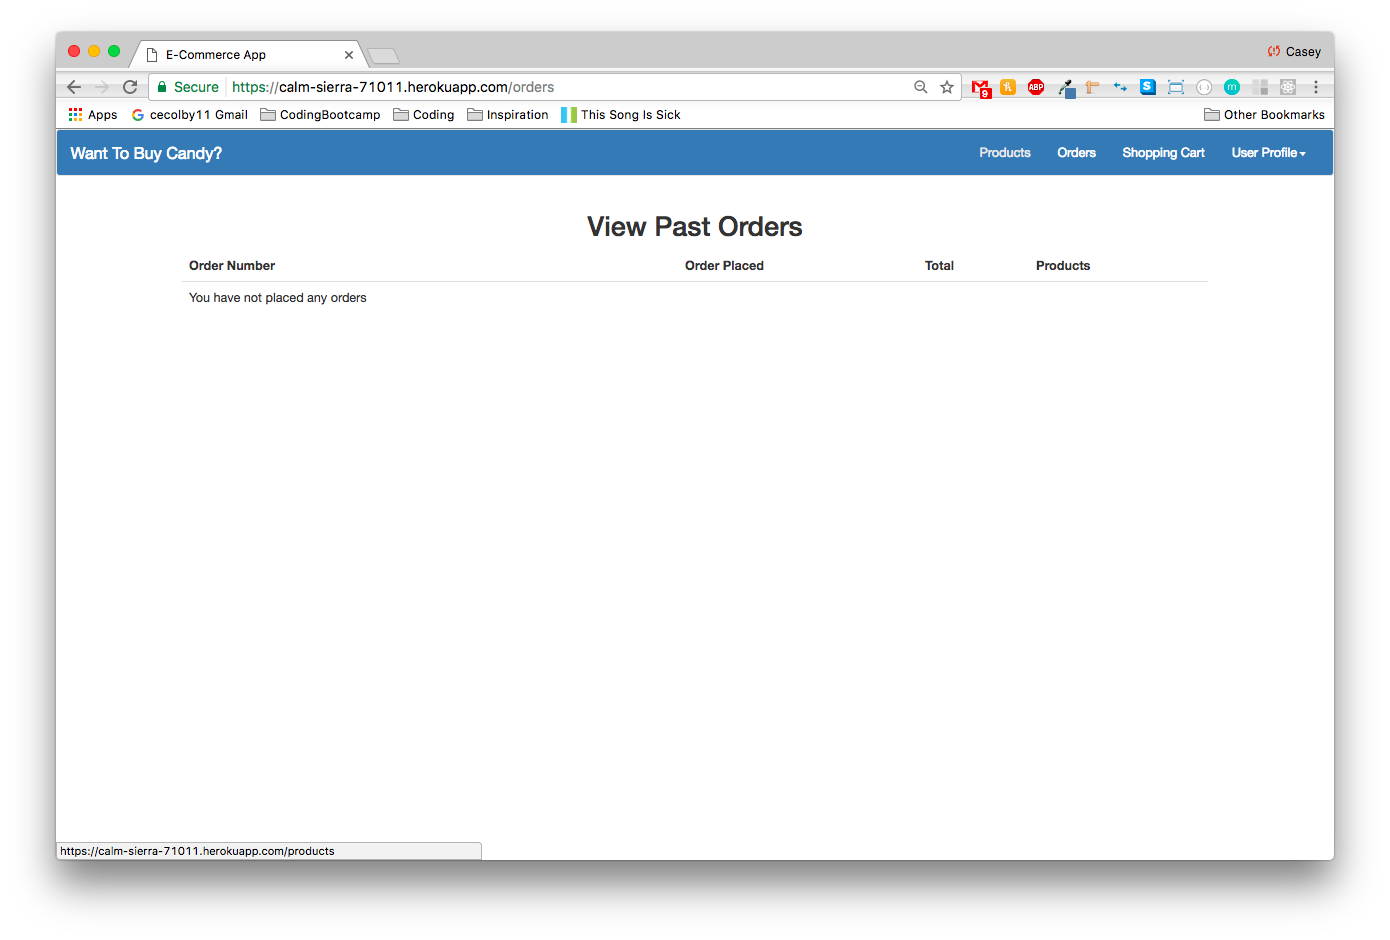 E-Commerce App
Casey
Secure https://calm-sierra-71011.herokuapp.com/orders
9
ABP
S
m
Apps cecolby11 Gmail CodingBootcamp Coding Inspiration This Song Is Sick Other Bookmarks
Want To Buy Candy? Products Orders Shopping Cart User Profile
View Past Orders
Order Number Order Placed Total Products
You have not placed any orders
https://calm-sierra-71011.herokuapp.com/products